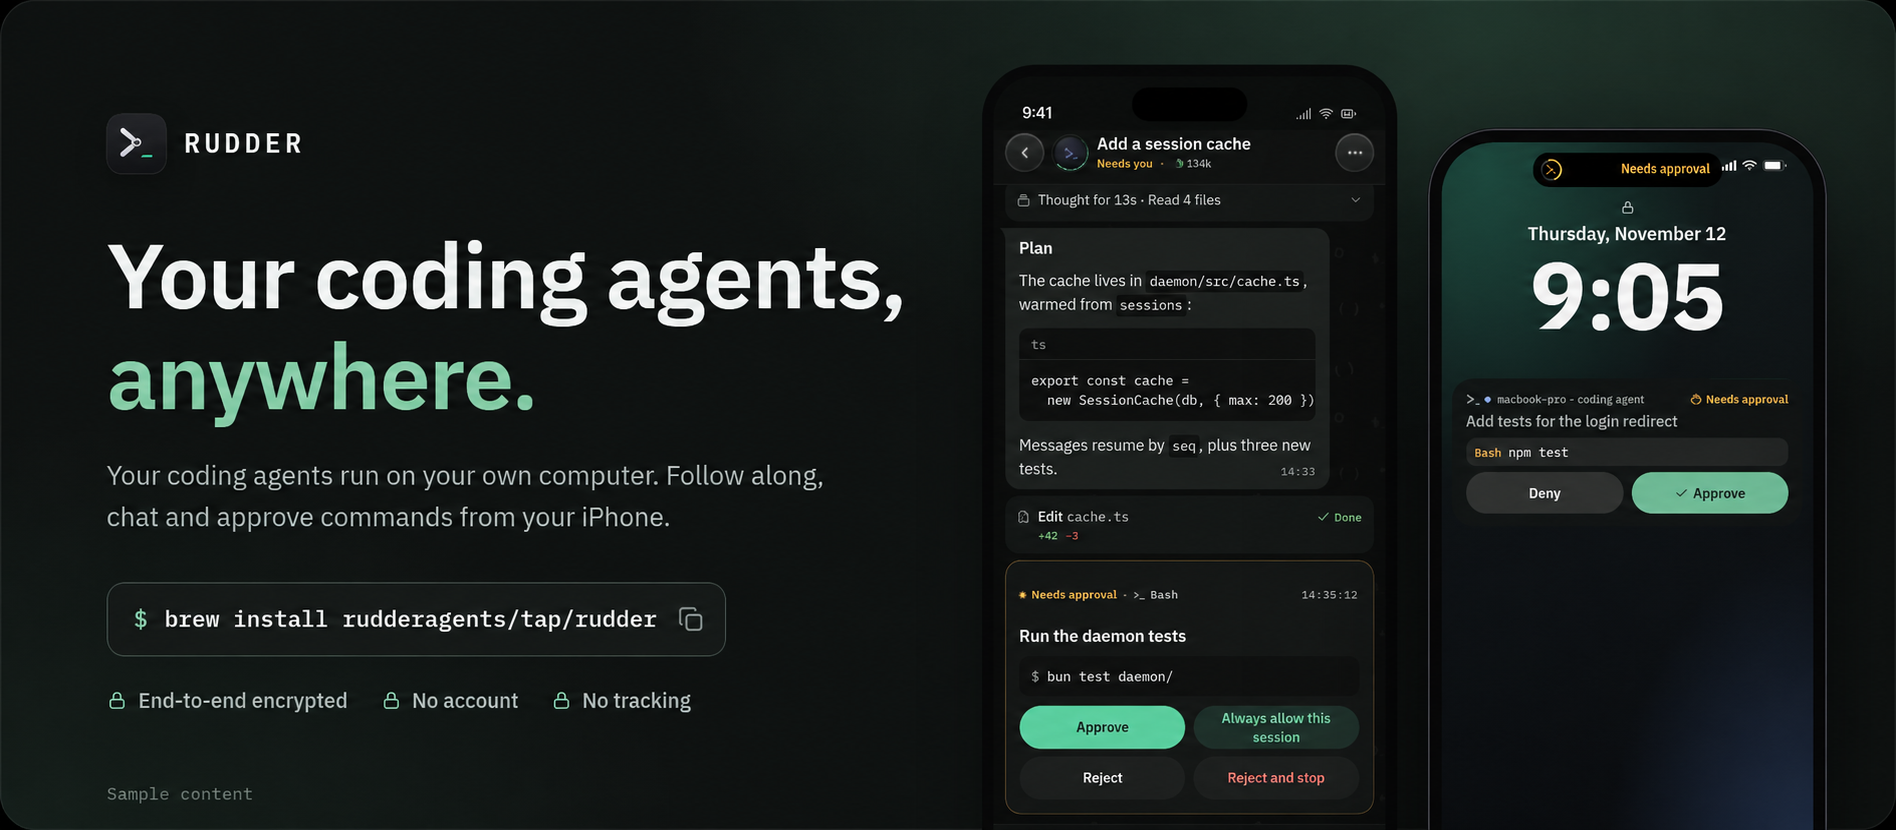 RUDDER
Your coding agents,
anywhere.
Your coding agents run on your own computer. Follow along,
chat and approve commands from your iPhone.
$ brew install rudderagents/tap/rudder
End-to-end encrypted
No account
No tracking
Sample content
9:41
Add a session cache
Needs you · 134k
Thought for 13s · Read 4 files
Plan
The cache lives in daemon/src/cache.ts,
warmed from sessions:
ts
export const cache =
new SessionCache(db, { max: 200 })
Messages resume by seq, plus three new
tests.
14:33
Edit cache.ts
Done
+42 −3
Needs approval · >_ Bash
14:35:12
Run the daemon tests
$ bun test daemon/
Approve
Always allow this
session
Reject
Reject and stop
Needs approval
Thursday, November 12
9:05
>_ macbook-pro - coding agent
Needs approval
Add tests for the login redirect
Bash npm test
Deny
Approve